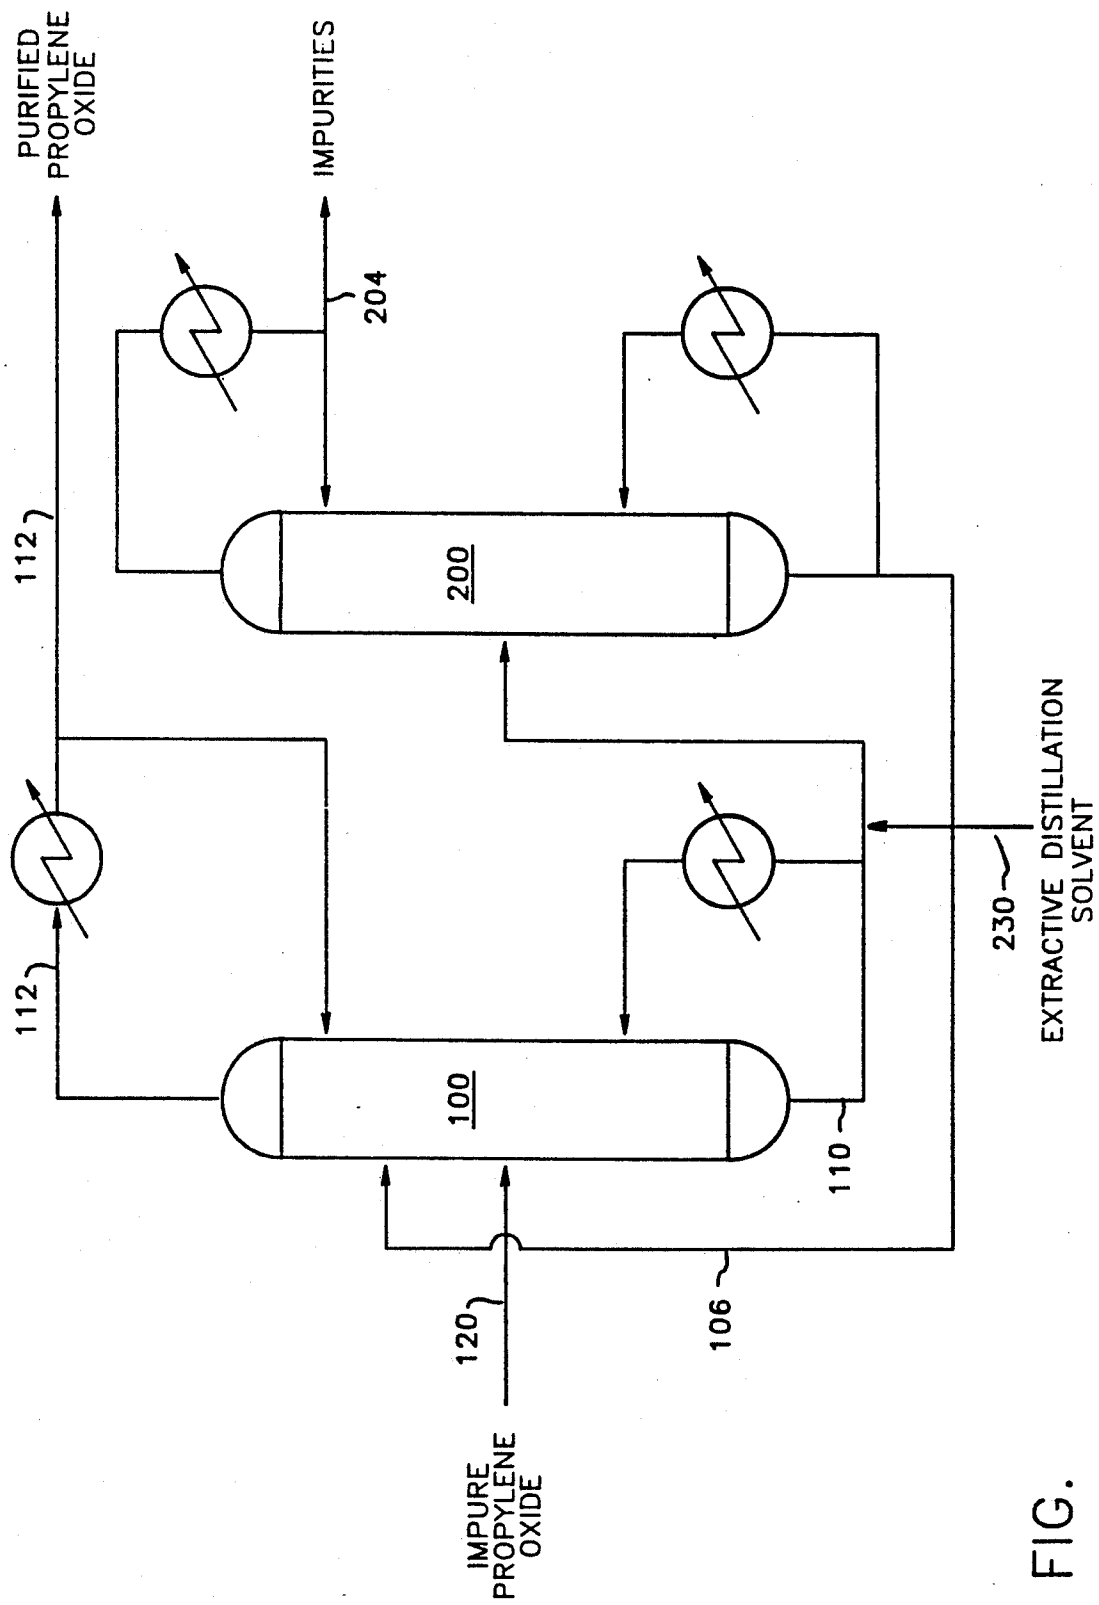 PURIFIED
PROPYLENE
OXIDE
IMPURITIES
112
204
112
200
100
110
230
EXTRACTIVE DISTILLATION
SOLVENT
120
106
IMPURE
PROPYLENE
OXIDE
FIG.